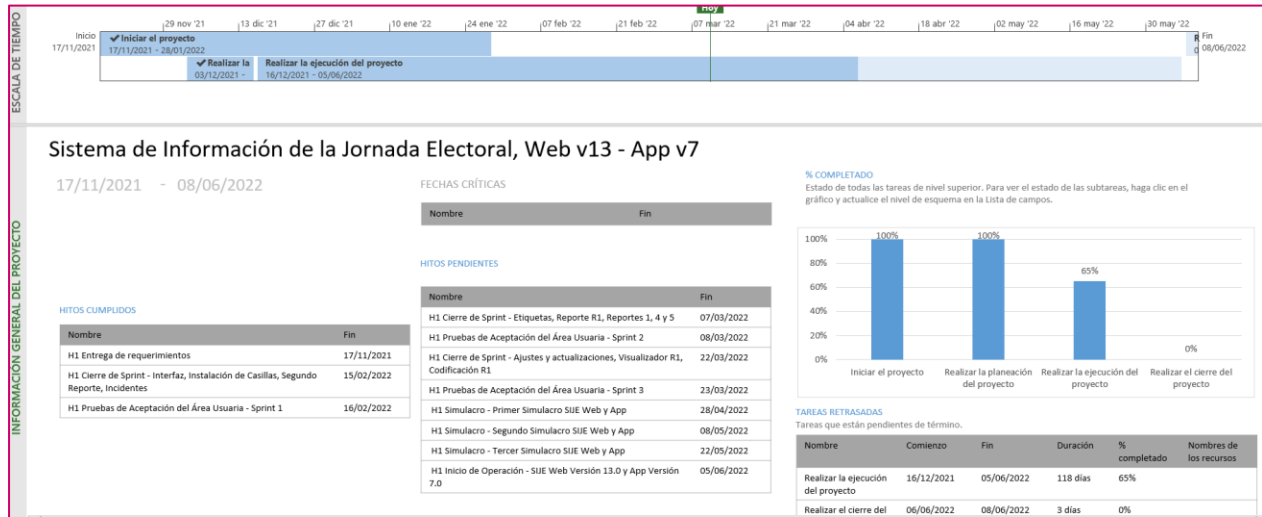 ESCALA DE TIEMPO
Hoy
29 nov '21 13 dic '21 27 dic '21 10 ene '22 24 ene '22 07 feb '22 21 feb '22 07 mar '22 21 mar '22 04 abr '22 18 abr '22 02 may '22 16 may '22 30 may '22
Inicio
17/11/2021
✔Iniciar el proyecto
17/11/2021 - 28/01/2022
R
0
Fin
08/06/2022
✔Realizar la
03/12/2021 -
Realizar la ejecución del proyecto
16/12/2021 - 05/06/2022
INFORMACIÓN GENERAL DEL PROYECTO
Sistema de Información de la Jornada Electoral, Web v13 - App v7
17/11/2021 - 08/06/2022
HITOS CUMPLIDOS
Nombre Fin
H1 Entrega de requerimientos 17/11/2021
H1 Cierre de Sprint - Interfaz, Instalación de Casillas, Segundo 15/02/2022
Reporte, Incidentes
H1 Pruebas de Aceptación del Área Usuaria - Sprint 1 16/02/2022
FECHAS CRÍTICAS
Nombre Fin
HITOS PENDIENTES
Nombre Fin
H1 Cierre de Sprint - Etiquetas, Reporte R1, Reportes 1, 4 y 5 07/03/2022
H1 Pruebas de Aceptación del Área Usuaria - Sprint 2 08/03/2022
H1 Cierre de Sprint - Ajustes y actualizaciones, Visualizador R1, 22/03/2022
Codificación R1
H1 Pruebas de Aceptación del Área Usuaria - Sprint 3 23/03/2022
H1 Simulacro - Primer Simulacro SIJE Web y App 28/04/2022
H1 Simulacro - Segundo Simulacro SIJE Web y App 08/05/2022
H1 Simulacro - Tercer Simulacro SIJE Web y App 22/05/2022
H1 Inicio de Operación - SIJE Web Versión 13.0 y App Versión 05/06/2022
7.0
% COMPLETADO
Estado de todas las tareas de nivel superior. Para ver el estado de las subtareas, haga clic en el
gráfico y actualice el nivel de esquema en la Lista de campos.
100%
80%
60%
40%
20%
0%
100% 100% 65% 0%
Iniciar el proyecto Realizar la planeación Realizar la ejecución del Realizar el cierre del
del proyecto proyecto proyecto
TAREAS RETRASADAS
Tareas que están pendientes de término.
Nombre Comienzo Fin Duración % Nombres de
completado los recursos
Realizar la ejecución 16/12/2021 05/06/2022 118 días 65%
del proyecto
Realizar el cierre del 06/06/2022 08/06/2022 3 días 0%